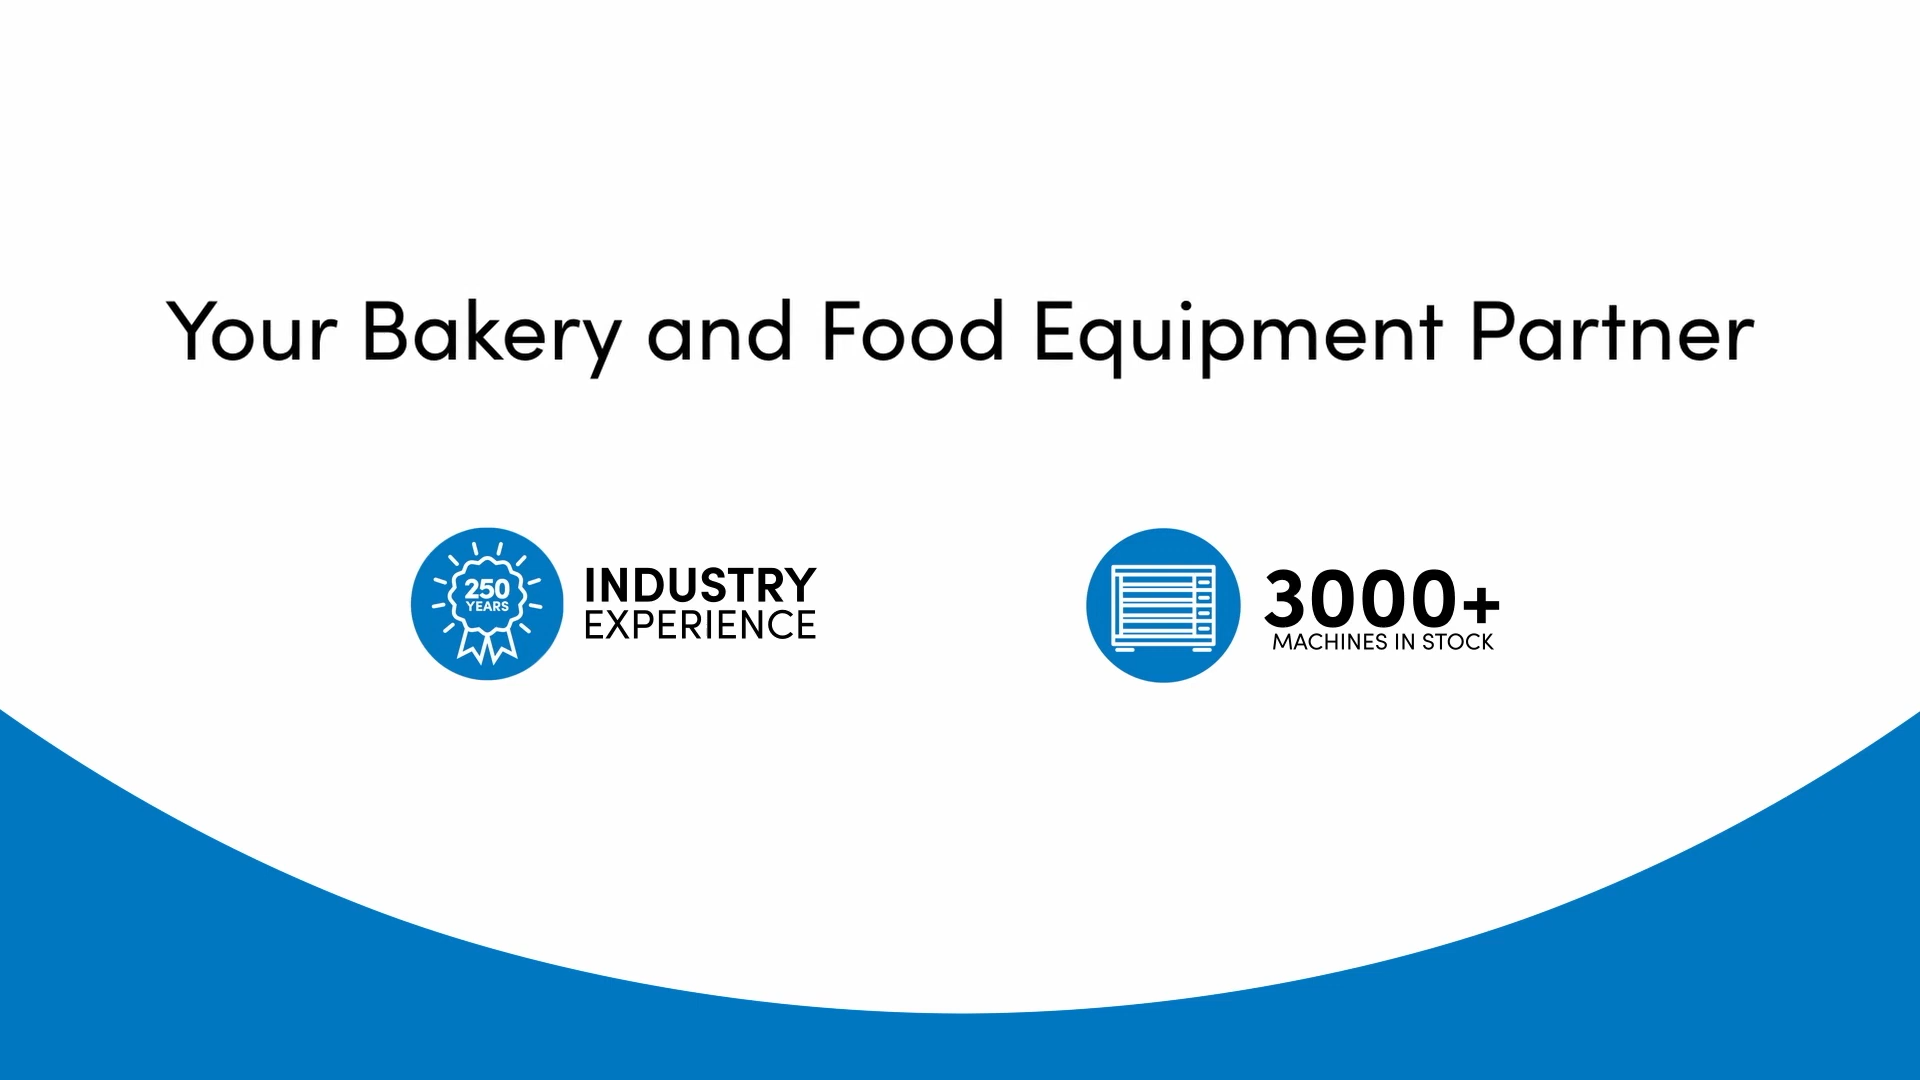 Your Bakery and Food Equipment Partner
250
YEARS
INDUSTRY
EXPERIENCE
3000+
MACHINES IN STOCK